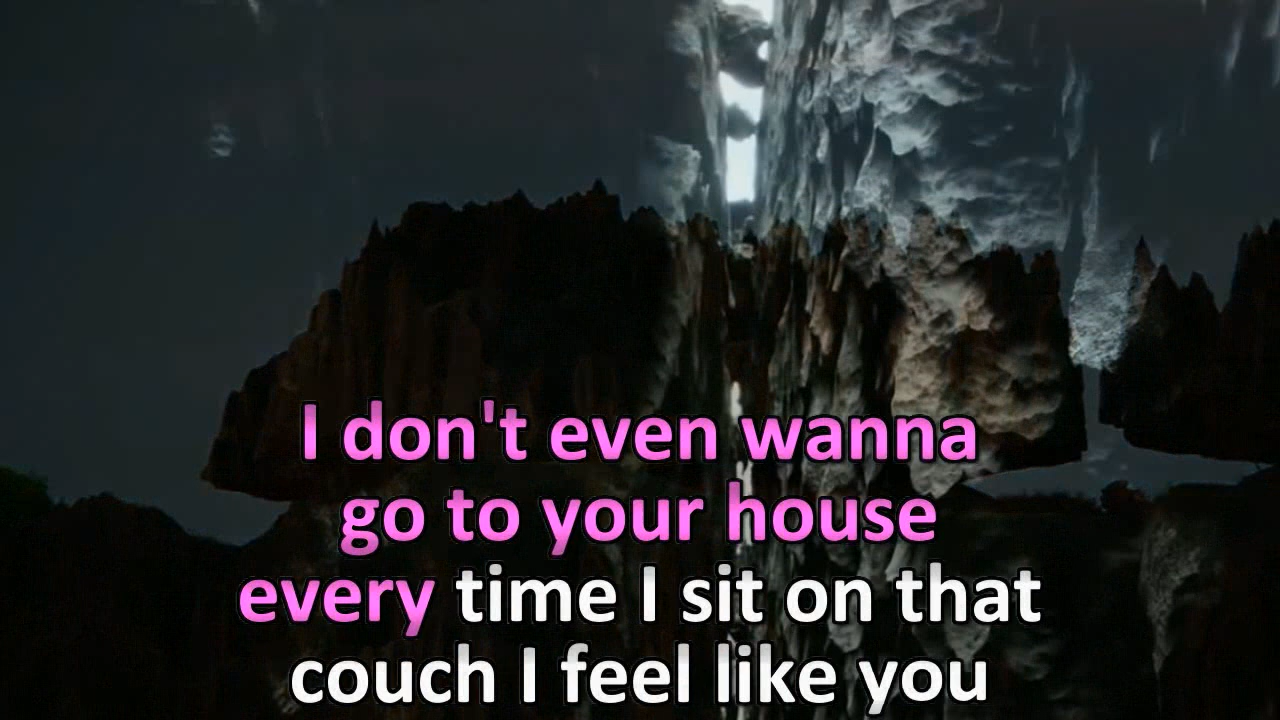 I don't even wanna
go to your house
every time I sit on that
couch I feel like you